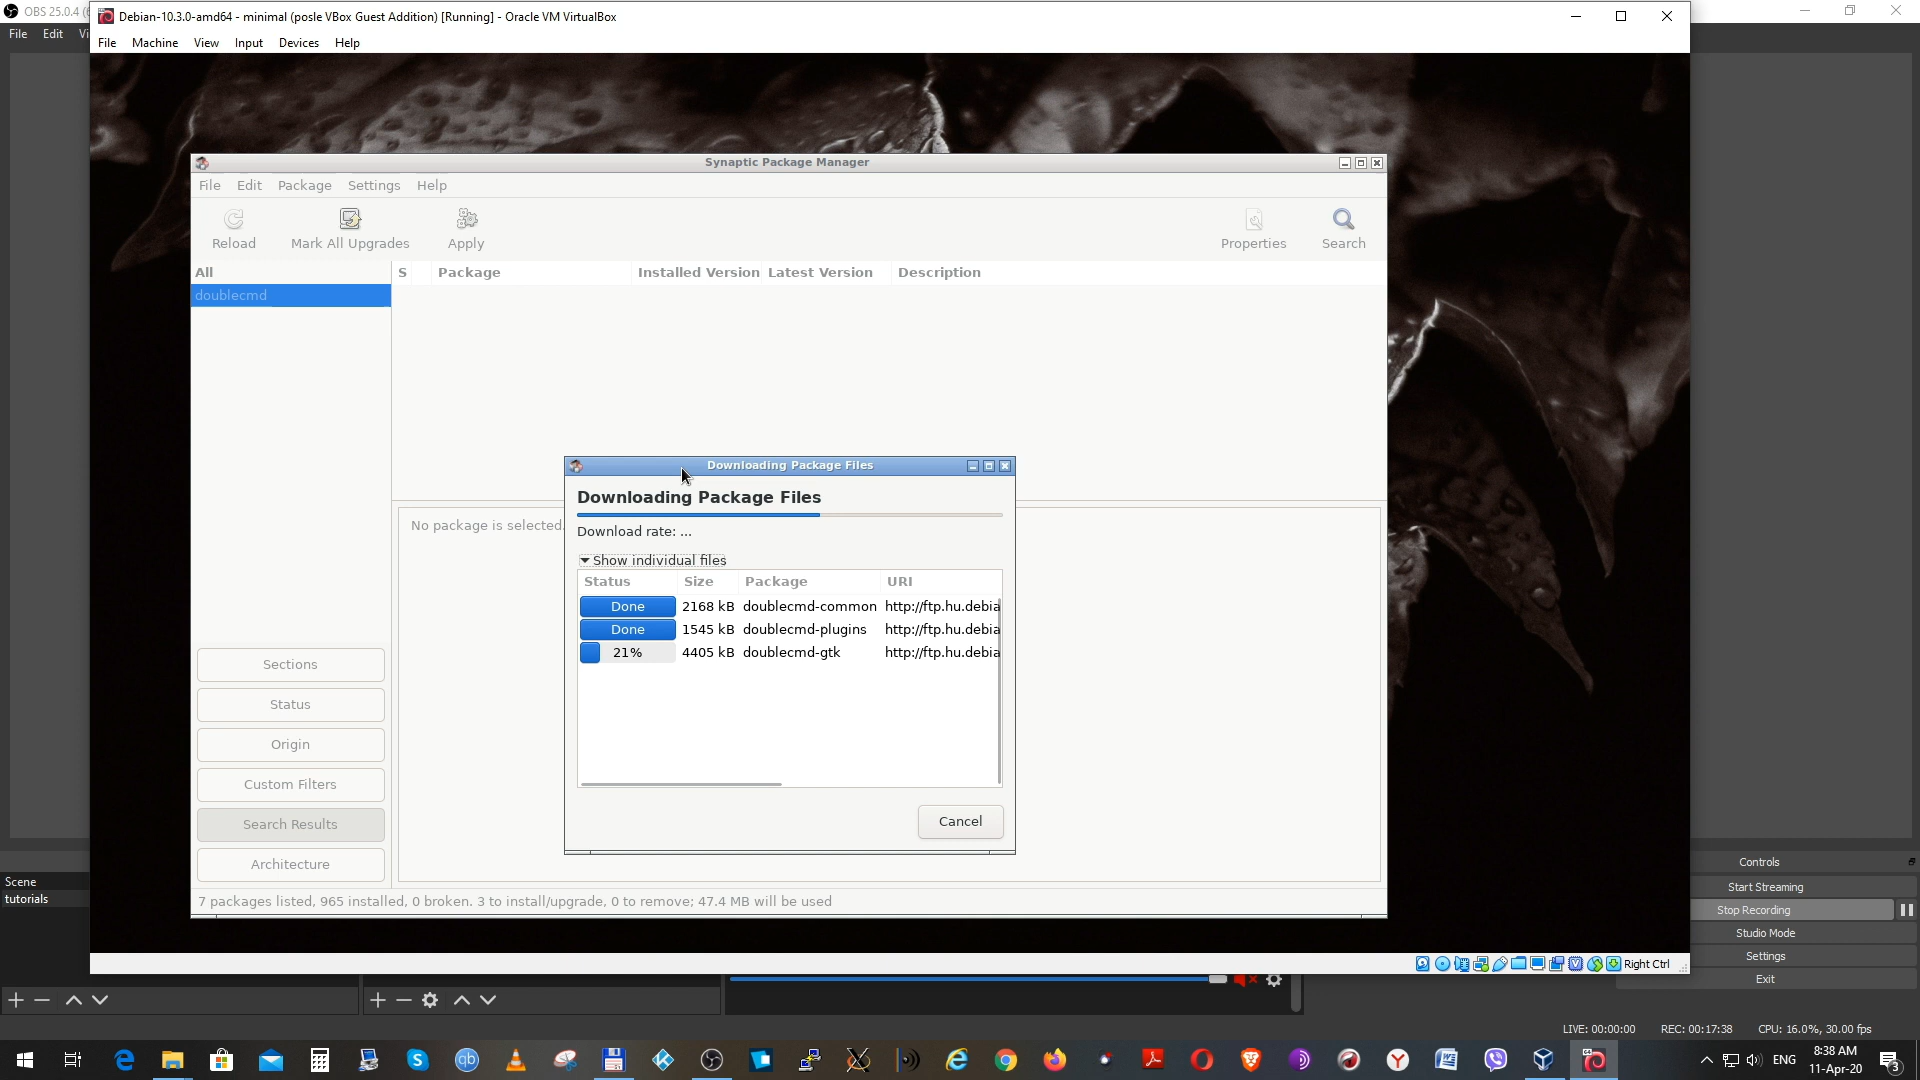 OBS 25.0.4 (6
Debian-10.3.0-amd64 - minimal (posle VBox Guest Addition) [Running] - Oracle VM VirtualBox
File Edit Vi
File Machine View Input Devices Help
Synaptic Package Manager
File Edit Package Settings Help
Reload Mark All Upgrades Apply Properties Search
All S Package Installed Version Latest Version Description
doublecmd
Downloading Package Files
Downloading Package Files
No package is selected.
Download rate: ...
Show individual files
Status Size Package URI
Done 2168 kB doublecmd-common http://ftp.hu.debia
Done 1545 kB doublecmd-plugins http://ftp.hu.debia
21% 4405 kB doublecmd-gtk http://ftp.hu.debia
Sections
Status
Origin
Custom Filters
Search Results
Architecture
Cancel
7 packages listed, 965 installed, 0 broken. 3 to install/upgrade, 0 to remove; 47.4 MB will be used
Scene
tutorials
Controls
Start Streaming
Stop Recording
Studio Mode
Settings
Exit
Right Ctrl
LIVE: 00:00:00 REC: 00:17:38 CPU: 16.0%, 30.00 fps
ENG
8:38 AM
11-Apr-20
3